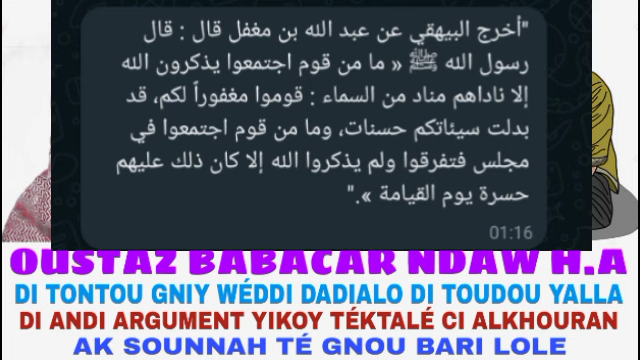 "أخرج البيهقي عن عبد الله بن مغفل قال : قال
رسول الله ﷺ « ما من قوم اجتمعوا يذكرون الله
إلا ناداهم مناد من السماء : قوموا مغفوراً لكم، قد
بدلت سيئاتكم حسنات، وما من قوم اجتمعوا في
مجلس فتفرقوا ولم يذكروا الله إلا كان ذلك عليهم
حسرة يوم القيامة »."
01:16
OUSTAZ BABACAR NDAW H.A
DI TONTOU GNIY WÉDDI DADIALO DI TOUDOU YALLA
DI ANDI ARGUMENT YIKOY TÉKTALÉ CI ALKHOURAN
AK SOUNNAH TÉ GNOU BARI LOLE